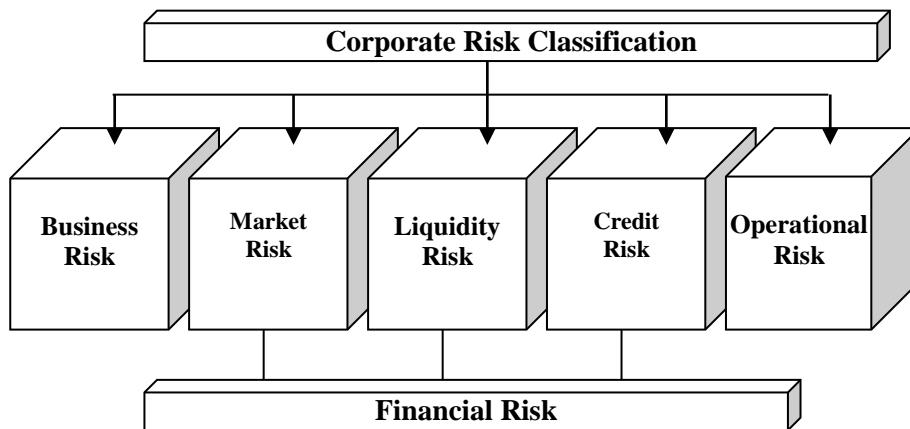 Corporate Risk Classification
Business
Risk
Market
Risk
Liquidity
Risk
Credit
Risk
Operational
Risk
Financial Risk